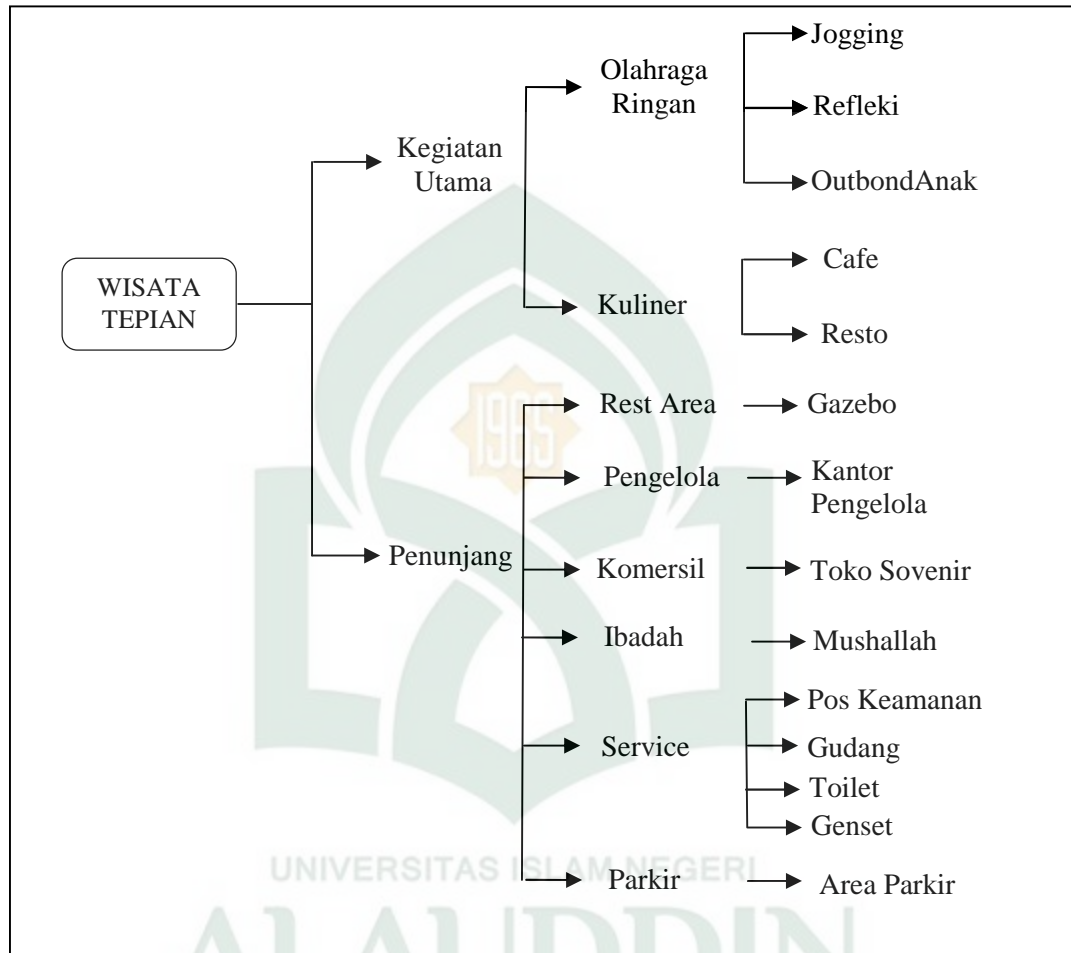 Jogging
Olahraga
Ringan
Refleki
Kegiatan
Utama
OutbondAnak
Cafe
WISATA
TEPIAN
Kuliner
Resto
Rest Area
Gazebo
1965
Pengelola
Kantor
Pengelola
Penunjang
Komersil
Toko Sovenir
Ibadah
Mushallah
Pos Keamanan
Service
Gudang
Toilet
Genset
UNIVERSITAS ISLAM NEGERI
Parkir
Area Parkir
ALAUDDIN